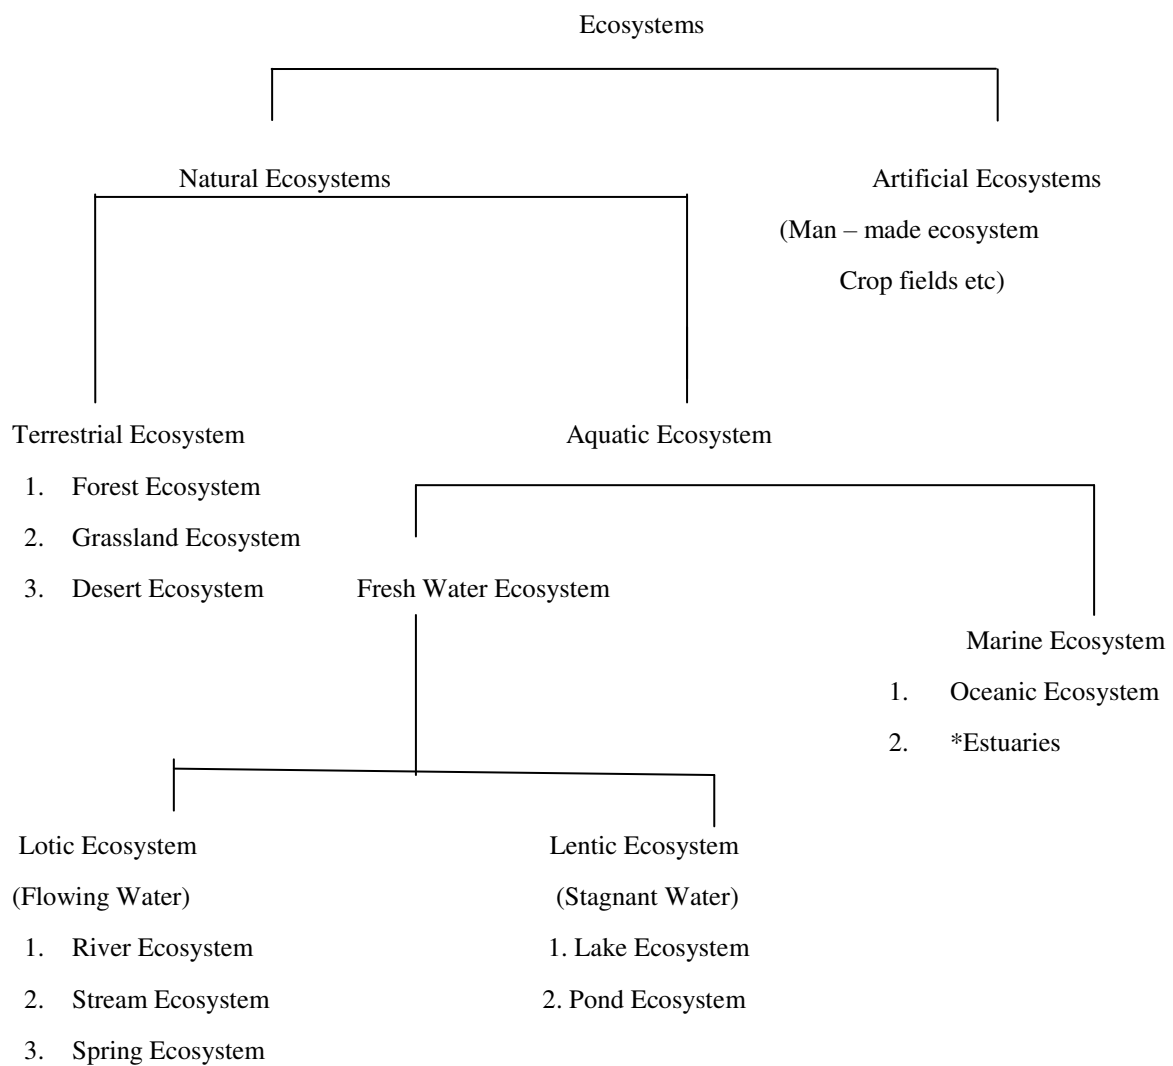 Ecosystems
Natural Ecosystems
Artificial Ecosystems
(Man – made ecosystem
Crop fields etc)
Terrestrial Ecosystem
1. Forest Ecosystem
2. Grassland Ecosystem
3. Desert Ecosystem
Aquatic Ecosystem
Fresh Water Ecosystem
Marine Ecosystem
1. Oceanic Ecosystem
2. *Estuaries
Lotic Ecosystem
(Flowing Water)
1. River Ecosystem
2. Stream Ecosystem
3. Spring Ecosystem
Lentic Ecosystem
(Stagnant Water)
1. Lake Ecosystem
2. Pond Ecosystem